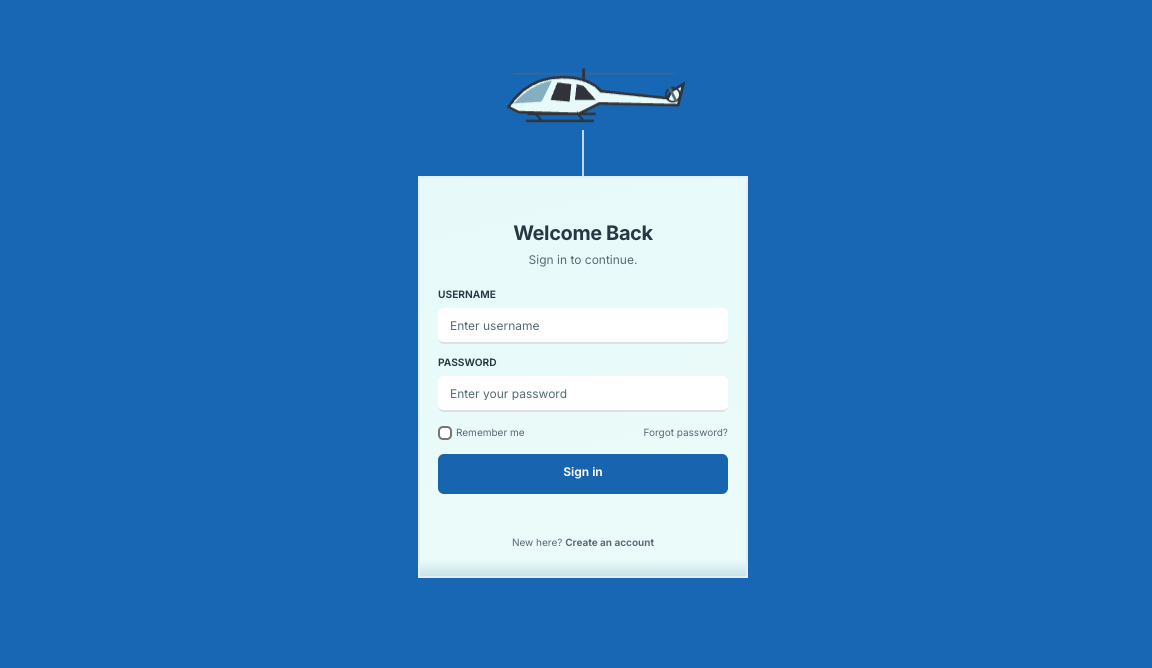 Welcome Back
Sign in to continue.
USERNAME
Enter username
PASSWORD
Enter your password
Remember me Forgot password?
Sign in
New here? Create an account